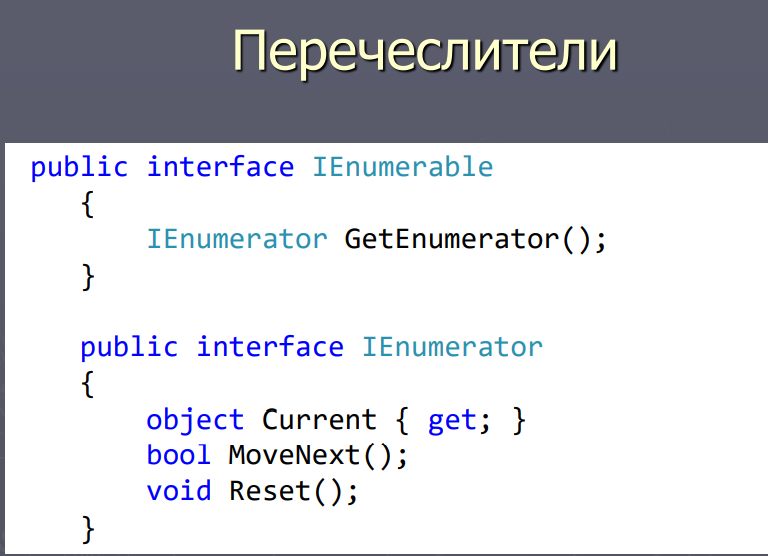 Перечеслители
public interface IEnumerable
{
IEnumerator GetEnumerator();
}
public interface IEnumerator
{
object Current { get; }
bool MoveNext();
void Reset();
}